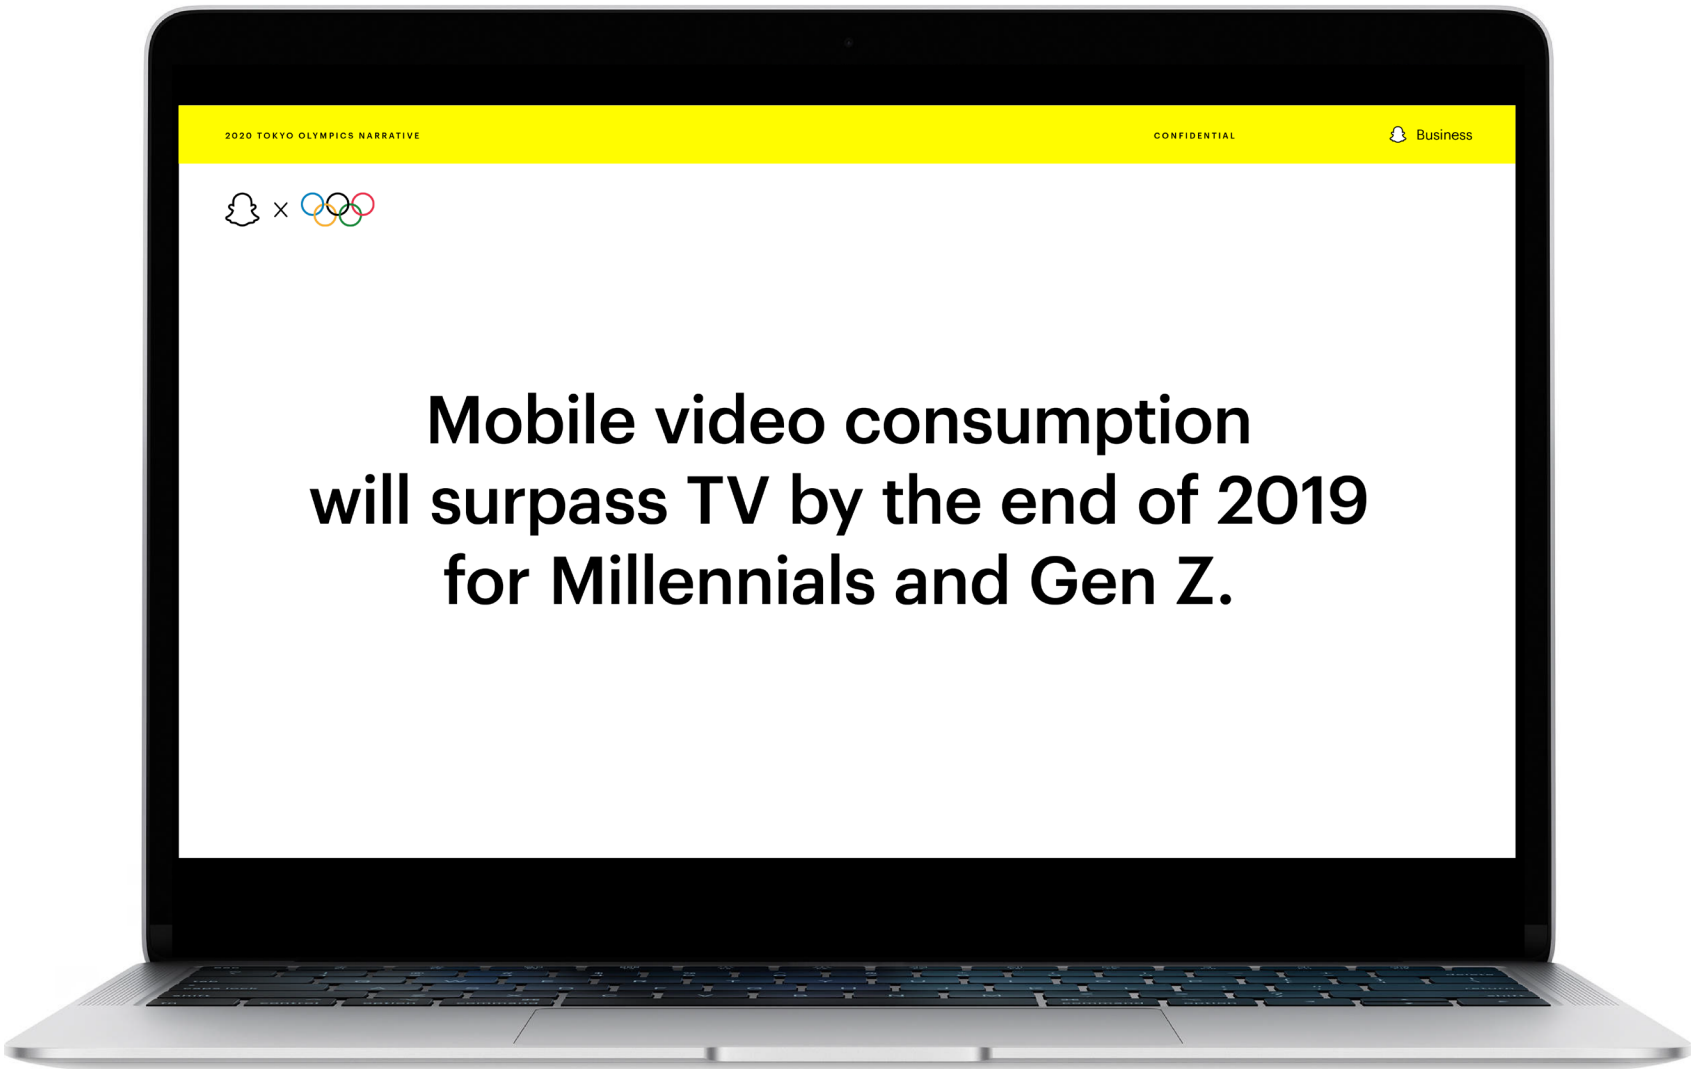 2020 TOKYO OLYMPICS NARRATIVE
CONFIDENTIAL
Business
X
Mobile video consumption
will surpass TV by the end of 2019
for Millennials and Gen Z.